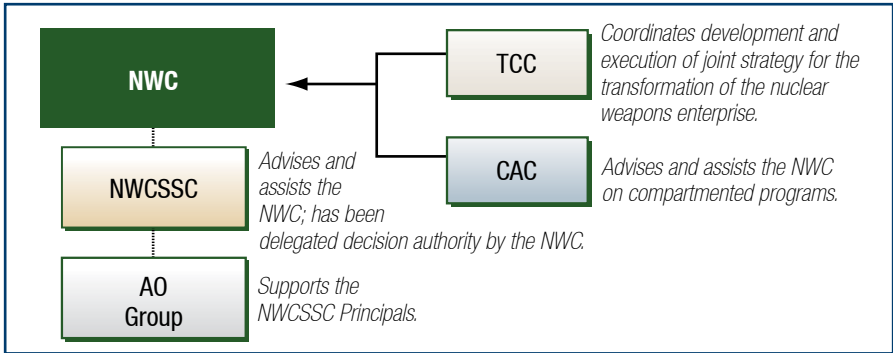 NWC
TCC
Coordinates development and
execution of joint strategy for the
transformation of the nuclear
weapons enterprise.
NWCSSC
Advises and
assists the
NWC; has been
delegated decision authority by the NWC.
CAC
Advises and assists the NWC
on compartmented programs.
AO
Group
Supports the
NWCSSC Principals.